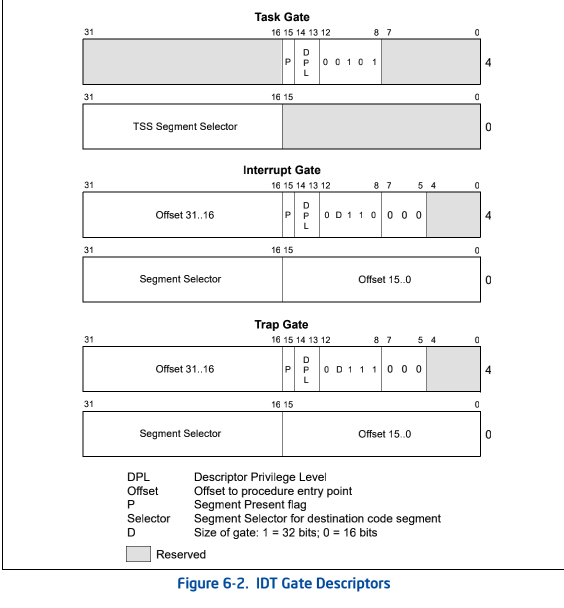 Task Gate
31 16 15 14 13 12 8 7 0
P D P L 0 0 1 0 1 4
31 16 15 0
TSS Segment Selector 0
Interrupt Gate
31 16 15 14 13 12 8 7 5 4 0
Offset 31..16 P D P L 0 D 1 1 0 0 0 0 4
31 16 15 0
Segment Selector Offset 15..0 0
Trap Gate
31 16 15 14 13 12 8 7 5 4 0
Offset 31..16 P D P L 0 D 1 1 1 0 0 0 4
31 16 15 0
Segment Selector Offset 15..0 0
DPL Descriptor Privilege Level
Offset Offset to procedure entry point
P Segment Present flag
Selector Segment Selector for destination code segment
D Size of gate: 1 = 32 bits; 0 = 16 bits
Reserved
Figure 6-2. IDT Gate Descriptors